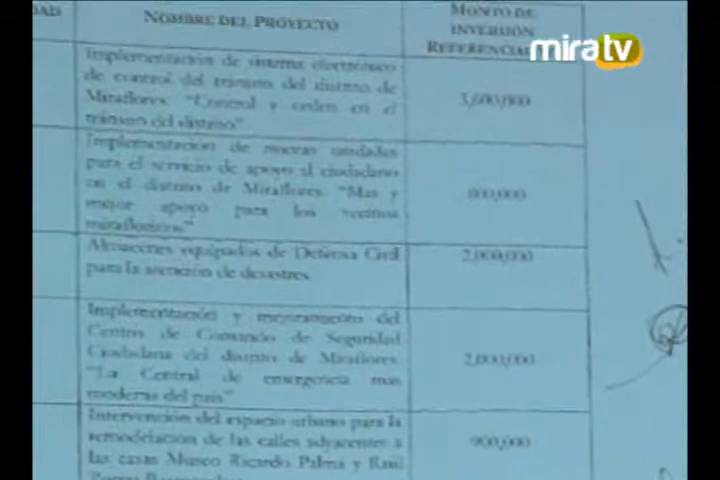 DAD
NOMBRE DEL PROYECTO
MONTO DE
INVERSIÓN
REFERENCIAL
miratv
Implementación de sistema electrónico
de control del tránsito del distrito de
Miraflores. "Control y orden en el
tránsito del distrito"
3,600,000
Implementación de nuevas unidades
para el servicio de apoyo al ciudadano
en el distrito de Miraflores. "Mas y
mejor apoyo para los vecinos
miraflorinos"
800,000
Almacenes equipados de Defensa Civil
para la atención de desastres
2,000,000
Implementación y mejoramiento del
Centro de Comando de Seguridad
Ciudadana del distrito de Miraflores.
"La Central de emergencia mas
moderna del país"
2,000,000
Intervención del espacio urbano para la
remodelación de las calles adyacentes a
las casas Museo Ricardo Palma y Raúl
900,000